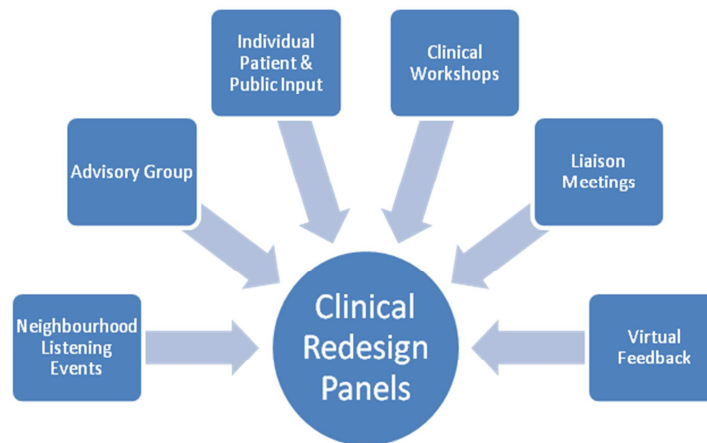 Individual
Patient &
Public Input
Clinical
Workshops
Advisory Group
Liaison
Meetings
Neighbourhood
Listening
Events
Clinical
Redesign
Panels
Virtual
Feedback